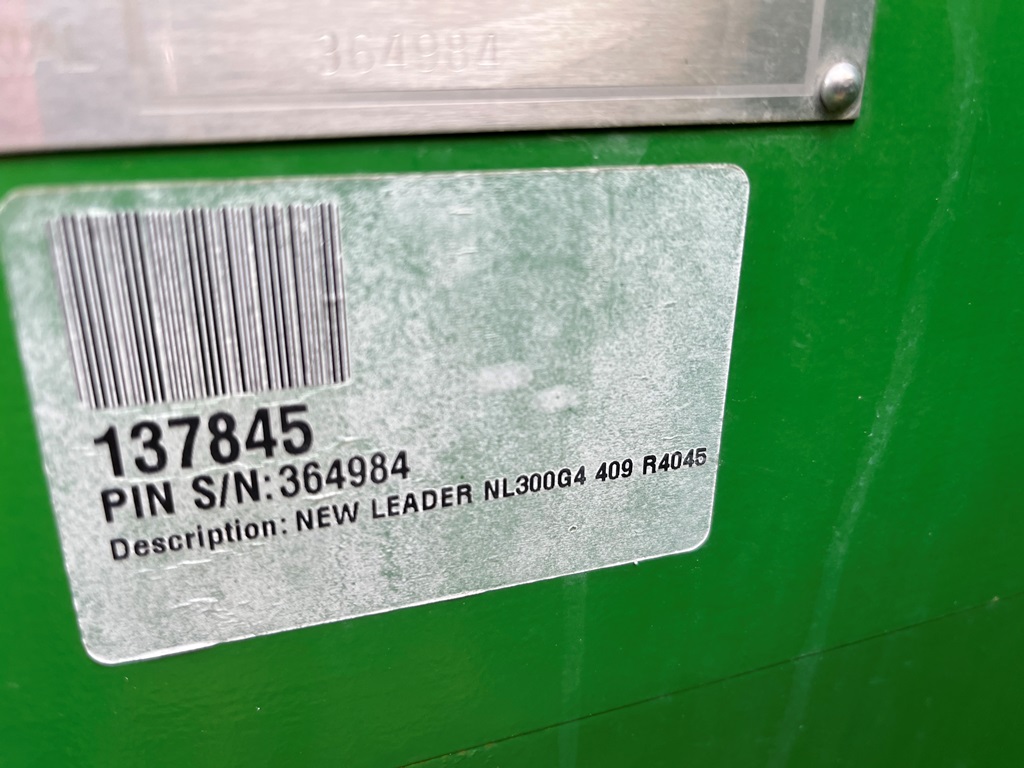 364984
137845
PIN S/N: 364984
Description: NEW LEADER NL300G4 409 R4045